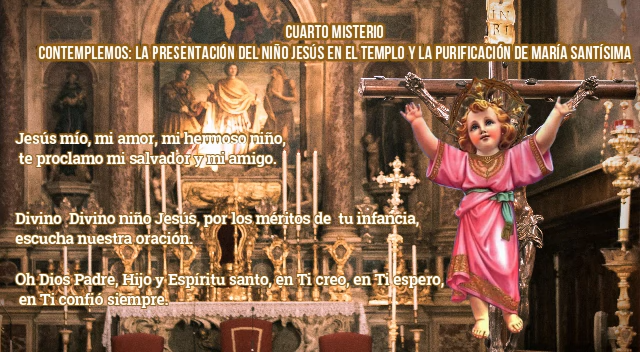 CUARTO MISTERIO
CONTEMPLEMOS: LA PRESENTACIÓN DEL NIÑO JESÚS EN EL TEMPLO Y LA PURIFICACIÓN DE MARÍA SANTÍSIMA
IN
RI
Jesús mío, mi amor, mi hermoso niño,
te proclamo mi salvador y mi amigo.
Divino Divino niño Jesús, por los méritos de tu infancia,
escucha nuestra oración.
Oh Dios Padre, Hijo y Espíritu santo, en Ti creo, en Ti espero,
en Ti confió siempre.